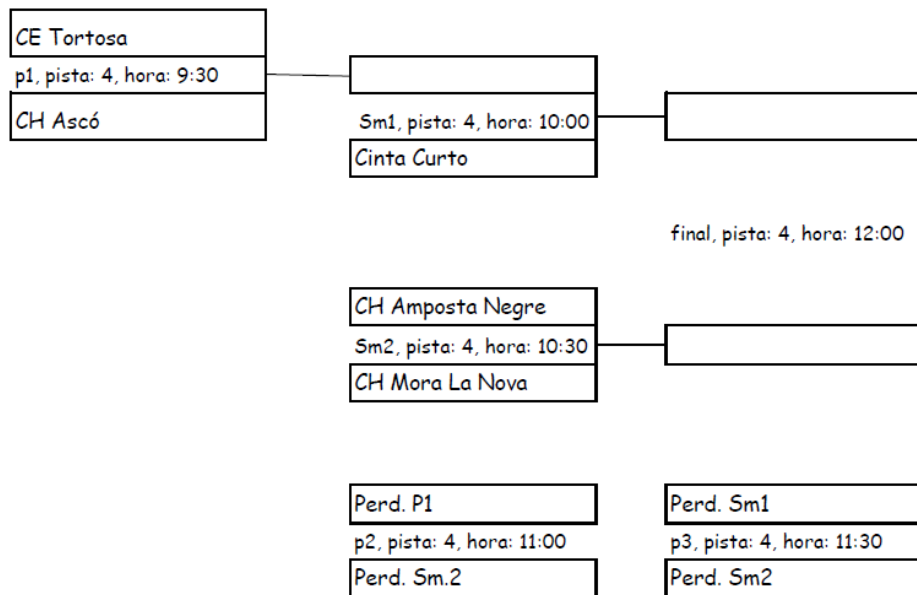 CE Tortosa
p1, pista: 4, hora: 9:30
CH Ascó
Sm1, pista: 4, hora: 10:00
Cinta Curto
final, pista: 4, hora: 12:00
CH Amposta Negre
Sm2, pista: 4, hora: 10:30
CH Mora La Nova
Perd. P1
p2, pista: 4, hora: 11:00
Perd. Sm.2
Perd. Sm1
p3, pista: 4, hora: 11:30
Perd. Sm2